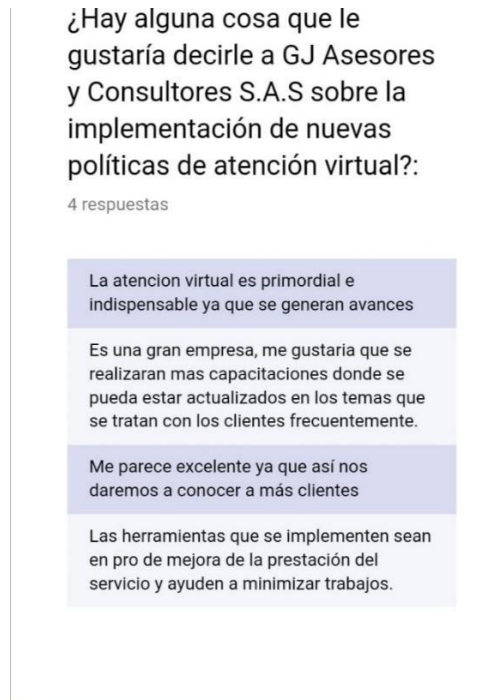 ¿Hay alguna cosa que le
gustaría decirle a GJ Asesores
y Consultores S.A.S sobre la
implementación de nuevas
políticas de atención virtual?:
4 respuestas
La atencion virtual es primordial e
indispensable ya que se generan avances
Es una gran empresa, me gustaria que se
realizaran mas capacitaciones donde se
pueda estar actualizados en los temas que
se tratan con los clientes frecuentemente.
Me parece excelente ya que así nos
daremos a conocer a más clientes
Las herramientas que se implementen sean
en pro de mejora de la prestación del
servicio y ayuden a minimizar trabajos.